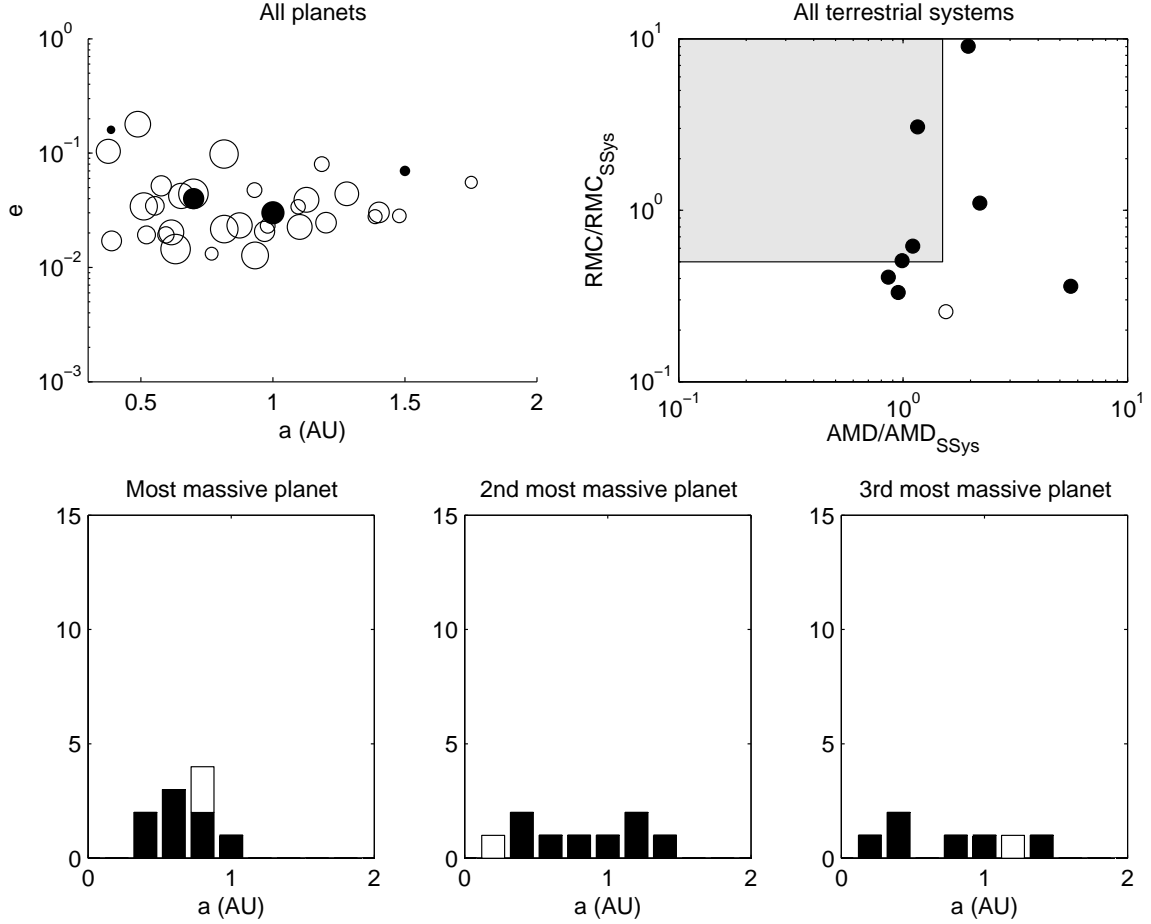 All planets
10^0
10^−1
10^−2
10^−3
e
0.5
1
1.5
2
a (AU)
All terrestrial systems
10^1
10^0
10^−1
RMC/RMC_SSys
10^−1
10^0
10^1
AMD/AMD_SSys
Most massive planet
15
10
5
0
0
1
2
a (AU)
2nd most massive planet
15
10
5
0
0
1
2
a (AU)
3rd most massive planet
15
10
5
0
0
1
2
a (AU)